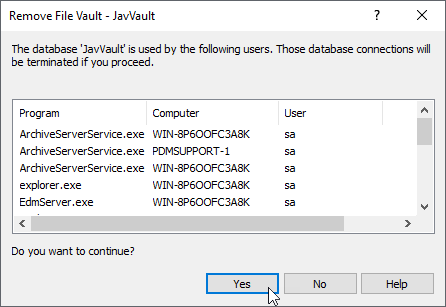 Remove File Vault - JavVault
The database 'JavVault' is used by the following users. Those database connections
will be terminated if you proceed.
Program Computer User
ArchiveServerService.exe WIN-8P6OOFC3A8K sa
ArchiveServerService.exe PDMSUPPORT-1 sa
ArchiveServerService.exe WIN-8P6OOFC3A8K sa
explorer.exe WIN-8P6OOFC3A8K sa
EdmServer.exe WIN-8P6OOFC3A8K sa
Do you want to continue?
Yes No Help